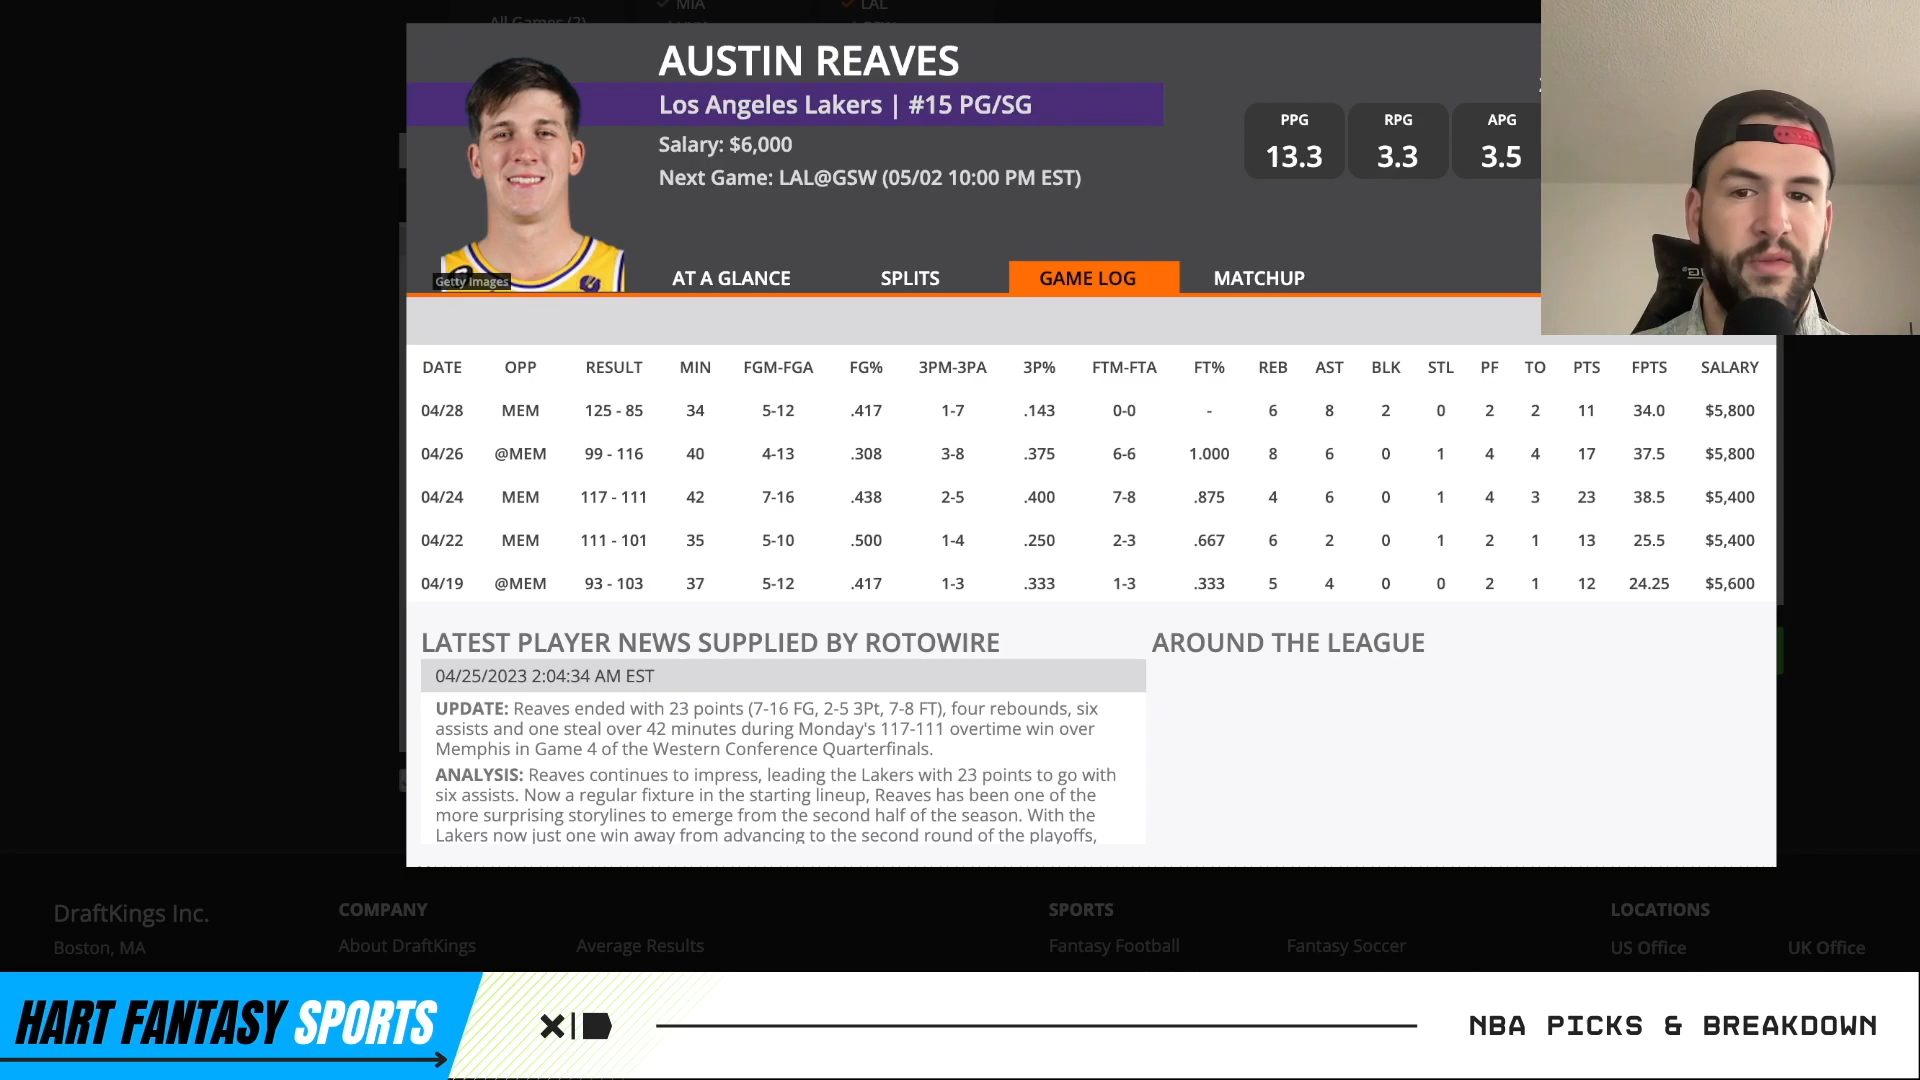 All Games (2)
MIA
LAL
AUSTIN REAVES
Los Angeles Lakers | #15 PG/SG
Salary: $6,000
Next Game: LAL@GSW (05/02 10:00 PM EST)
PPG RPG APG
13.3 3.3 3.5
Getty Images
AT A GLANCE SPLITS GAME LOG MATCHUP
DATE OPP RESULT MIN FGM-FGA FG% 3PM-3PA 3P% FTM-FTA FT% REB AST BLK STL PF TO PTS FPTS SALARY
04/28 MEM 125 - 85 34 5-12 .417 1-7 .143 0-0 - 6 8 2 0 2 2 11 34.0 $5,800
04/26 @MEM 99 - 116 40 4-13 .308 3-8 .375 6-6 1.000 8 6 0 1 4 4 17 37.5 $5,800
04/24 MEM 117 - 111 42 7-16 .438 2-5 .400 7-8 .875 4 6 0 1 4 3 23 38.5 $5,400
04/22 MEM 111 - 101 35 5-10 .500 1-4 .250 2-3 .667 6 2 0 1 2 1 13 25.5 $5,400
04/19 @MEM 93 - 103 37 5-12 .417 1-3 .333 1-3 .333 5 4 0 0 2 1 12 24.25 $5,600
LATEST PLAYER NEWS SUPPLIED BY ROTOWIRE
AROUND THE LEAGUE
04/25/2023 2:04:34 AM EST
UPDATE: Reaves ended with 23 points (7-16 FG, 2-5 3Pt, 7-8 FT), four rebounds, six
assists and one steal over 42 minutes during Monday's 117-111 overtime win over
Memphis in Game 4 of the Western Conference Quarterfinals.
ANALYSIS: Reaves continues to impress, leading the Lakers with 23 points to go with
six assists. Now a regular fixture in the starting lineup, Reaves has been one of the
more surprising storylines to emerge from the second half of the season. With the
Lakers now just one win away from advancing to the second round of the playoffs,
DraftKings Inc. COMPANY SPORTS LOCATIONS
Boston, MA About DraftKings Average Results Fantasy Football Fantasy Soccer US Office UK Office
HART FANTASY SPORTS
NBA PICKS & BREAKDOWN